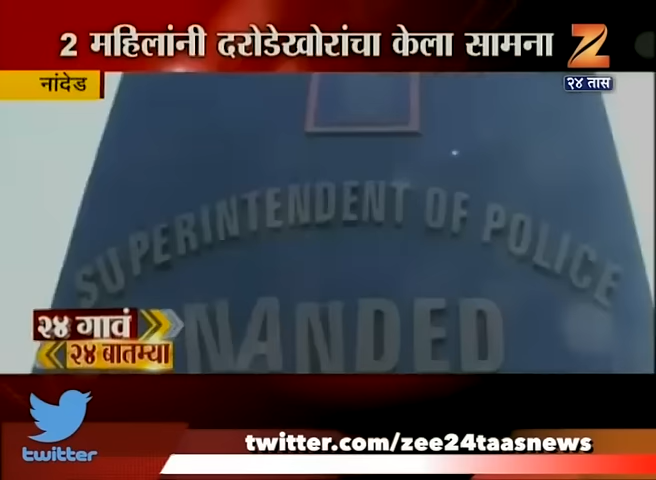 2 महिलांनी दरोडेखोरांचा केला सामना
Z
२४ तास
नांदेड
SUPERINTENDENT OF POLICE
NANDED
२४ गावं
२४ बातम्या
twitter
twitter.com/zee24taasnews